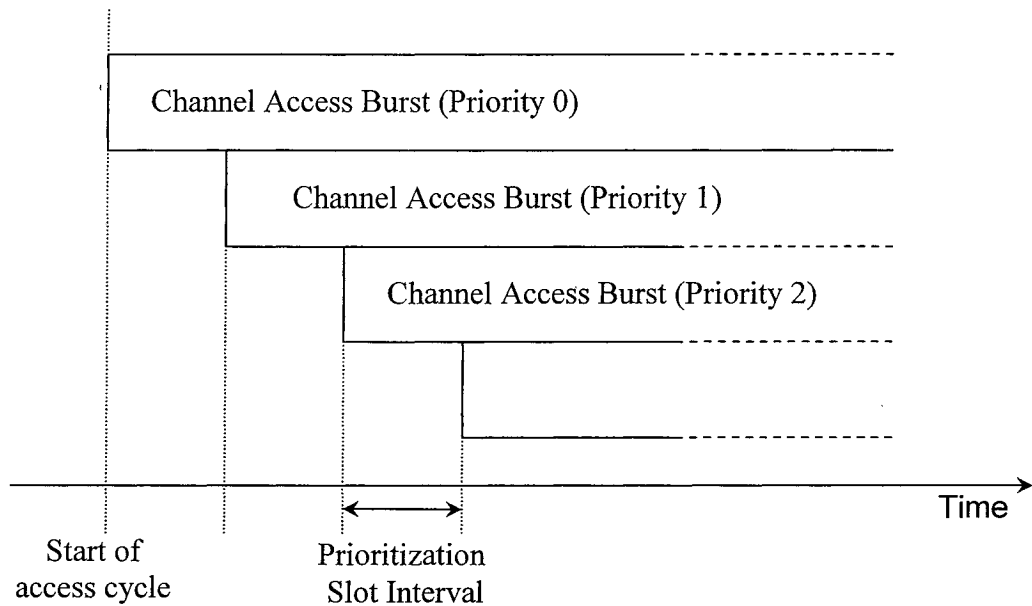 Channel Access Burst (Priority 0)
Channel Access Burst (Priority 1)
Channel Access Burst (Priority 2)
Time
Start of
access cycle
Prioritization
Slot Interval